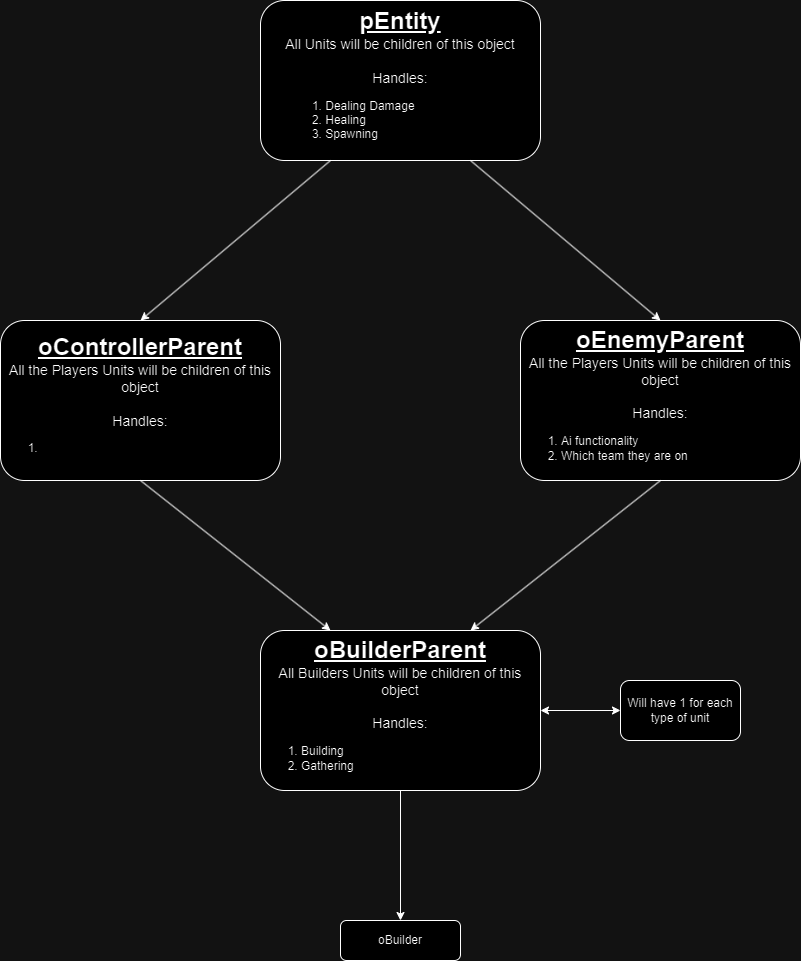 pEntity
All Units will be children of this object
Handles:
1. Dealing Damage
2. Healing
3. Spawning
oControllerParent
All the Players Units will be children of this
object
Handles:
1.
oEnemyParent
All the Players Units will be children of this
object
Handles:
1. Ai functionality
2. Which team they are on
oBuilderParent
All Builders Units will be children of this
object
Handles:
1. Building
2. Gathering
Will have 1 for each
type of unit
oBuilder